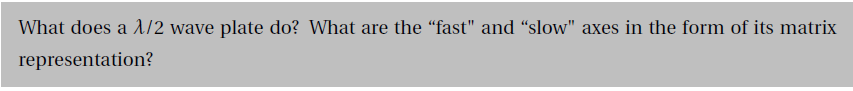 What does a λ/2 wave plate do? What are the “fast" and “slow" axes in the form of its matrix
representation?